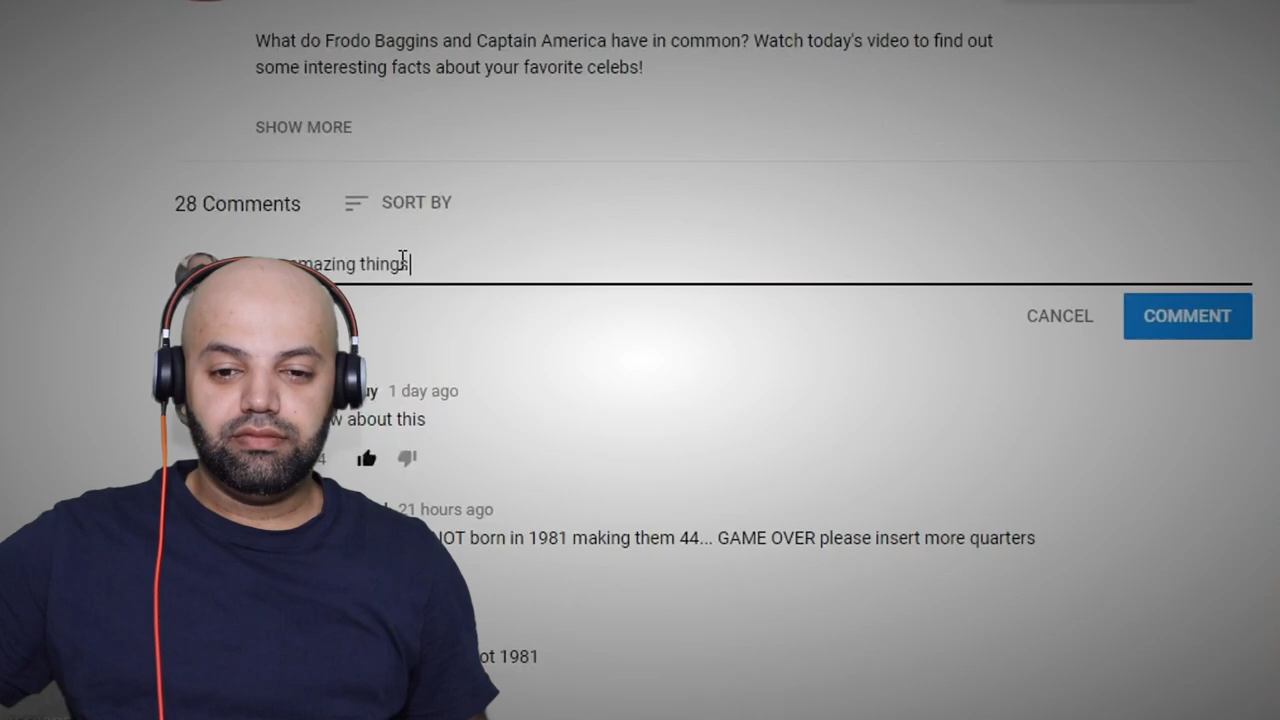 What do Frodo Baggins and Captain America have in common? Watch today's video to find out
some interesting facts about your favorite celebs!
SHOW MORE
28 Comments SORT BY
amazing things
CANCEL COMMENT
1 day ago
about this
21 hours ago
NOT born in 1981 making them 44... GAME OVER please insert more quarters
1981